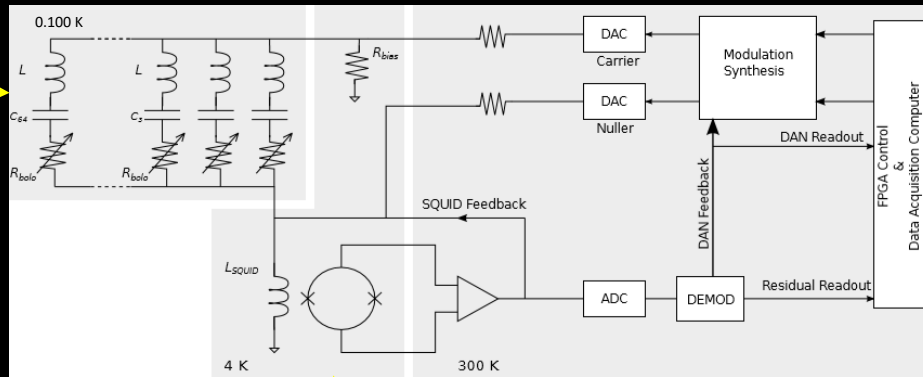 0.100 K
L
L
C64
C3
Rbolo
Rbolo
Rbias
DAC
Carrier
DAC
Nuller
Modulation
Synthesis
DAN Readout
DAN Feedback
FPGA Control
&
Data Acquisition Computer
SQUID Feedback
LSQUID
ADC
DEMOD
Residual Readout
4 K
300 K